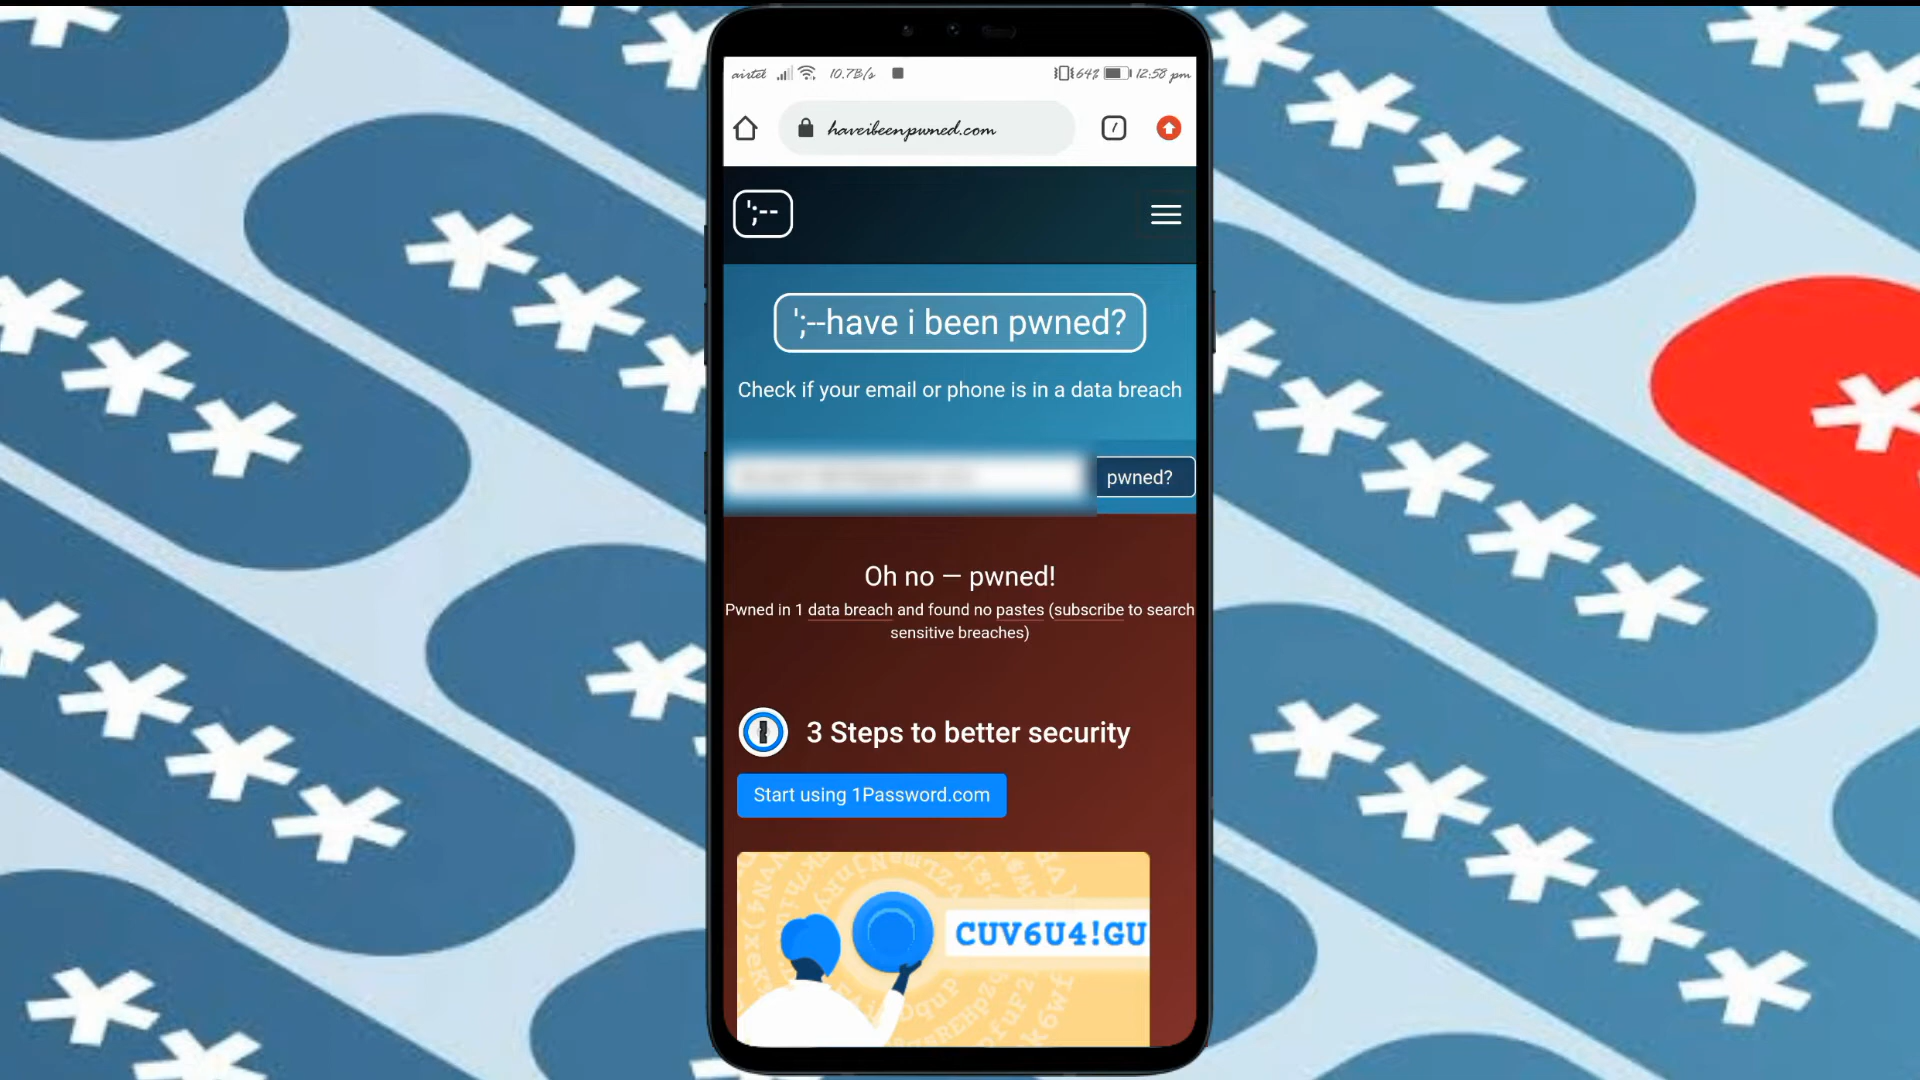 airtel 10.7B/s 64% 12:58 pm
haveibeenpwned.com
';--
';--have i been pwned?
Check if your email or phone is in a data breach
pwned?
Oh no — pwned!
Pwned in 1 data breach and found no pastes (subscribe to search
sensitive breaches)
3 Steps to better security
Start using 1Password.com
CUV6U4!GU